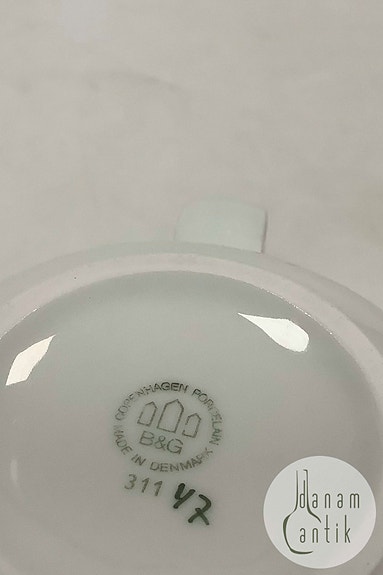 COPENHAGEN PORCELAIN
B&G
MADE IN DENMARK
311 47
danam
antik